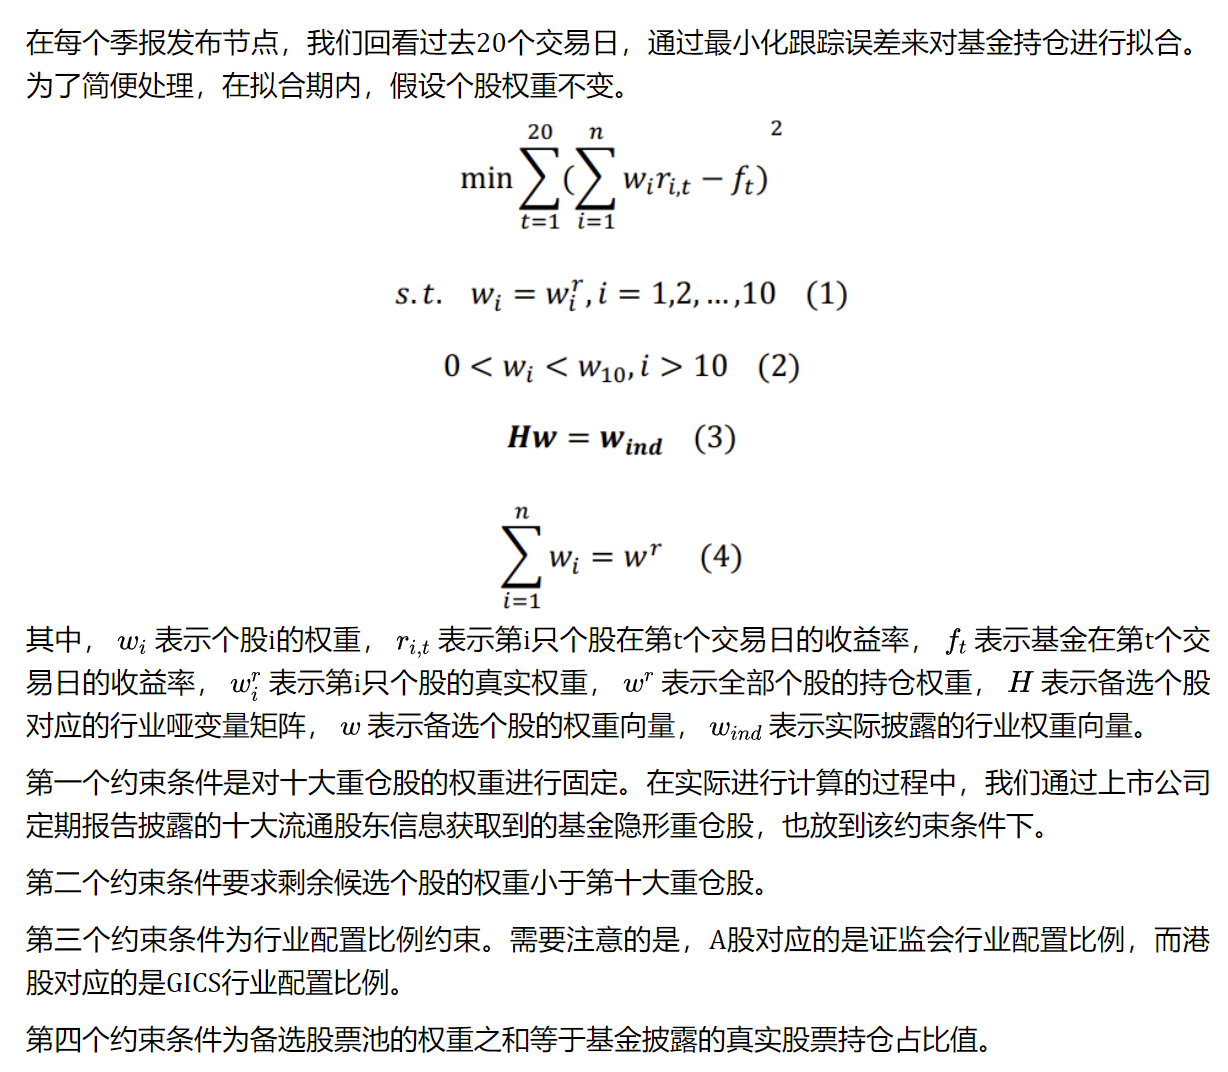 在每个季报发布节点，我们回看过去20个交易日，通过最小化跟踪误差来对基金持仓进行拟合。
为了简便处理，在拟合期内，假设个股权重不变。
$\min \sum_{t=1}^{20} (\sum_{i=1}^{n} w_i r_{i,t} - f_t)^2$
$s.t. \quad w_i = w_i^r, i = 1,2,\ldots,10 \quad (1)$
$0 < w_i < w_{10}, i > 10 \quad (2)$
$\boldsymbol{Hw} = \boldsymbol{w_{ind}} \quad (3)$
$\sum_{i=1}^{n} w_i = w^r \quad (4)$
其中， $w_i$ 表示个股i的权重， $r_{i,t}$ 表示第i只个股在第t个交易日的收益率， $f_t$ 表示基金在第t个交
易日的收益率， $w_i^r$ 表示第i只个股的真实权重， $w^r$ 表示全部个股的持仓权重， $H$ 表示备选个股
对应的行业哑变量矩阵， $w$ 表示备选个股的权重向量， $w_{ind}$ 表示实际披露的行业权重向量。
第一个约束条件是对十大重仓股的权重进行固定。在实际进行计算的过程中，我们通过上市公司
定期报告披露的十大流通股东信息获取到的基金隐形重仓股，也放到该约束条件下。
第二个约束条件要求剩余候选个股的权重小于第十大重仓股。
第三个约束条件为行业配置比例约束。需要注意的是，A股对应的是证监会行业配置比例，而港
股对应的是GICS行业配置比例。
第四个约束条件为备选股票池的权重之和等于基金披露的真实股票持仓占比值。